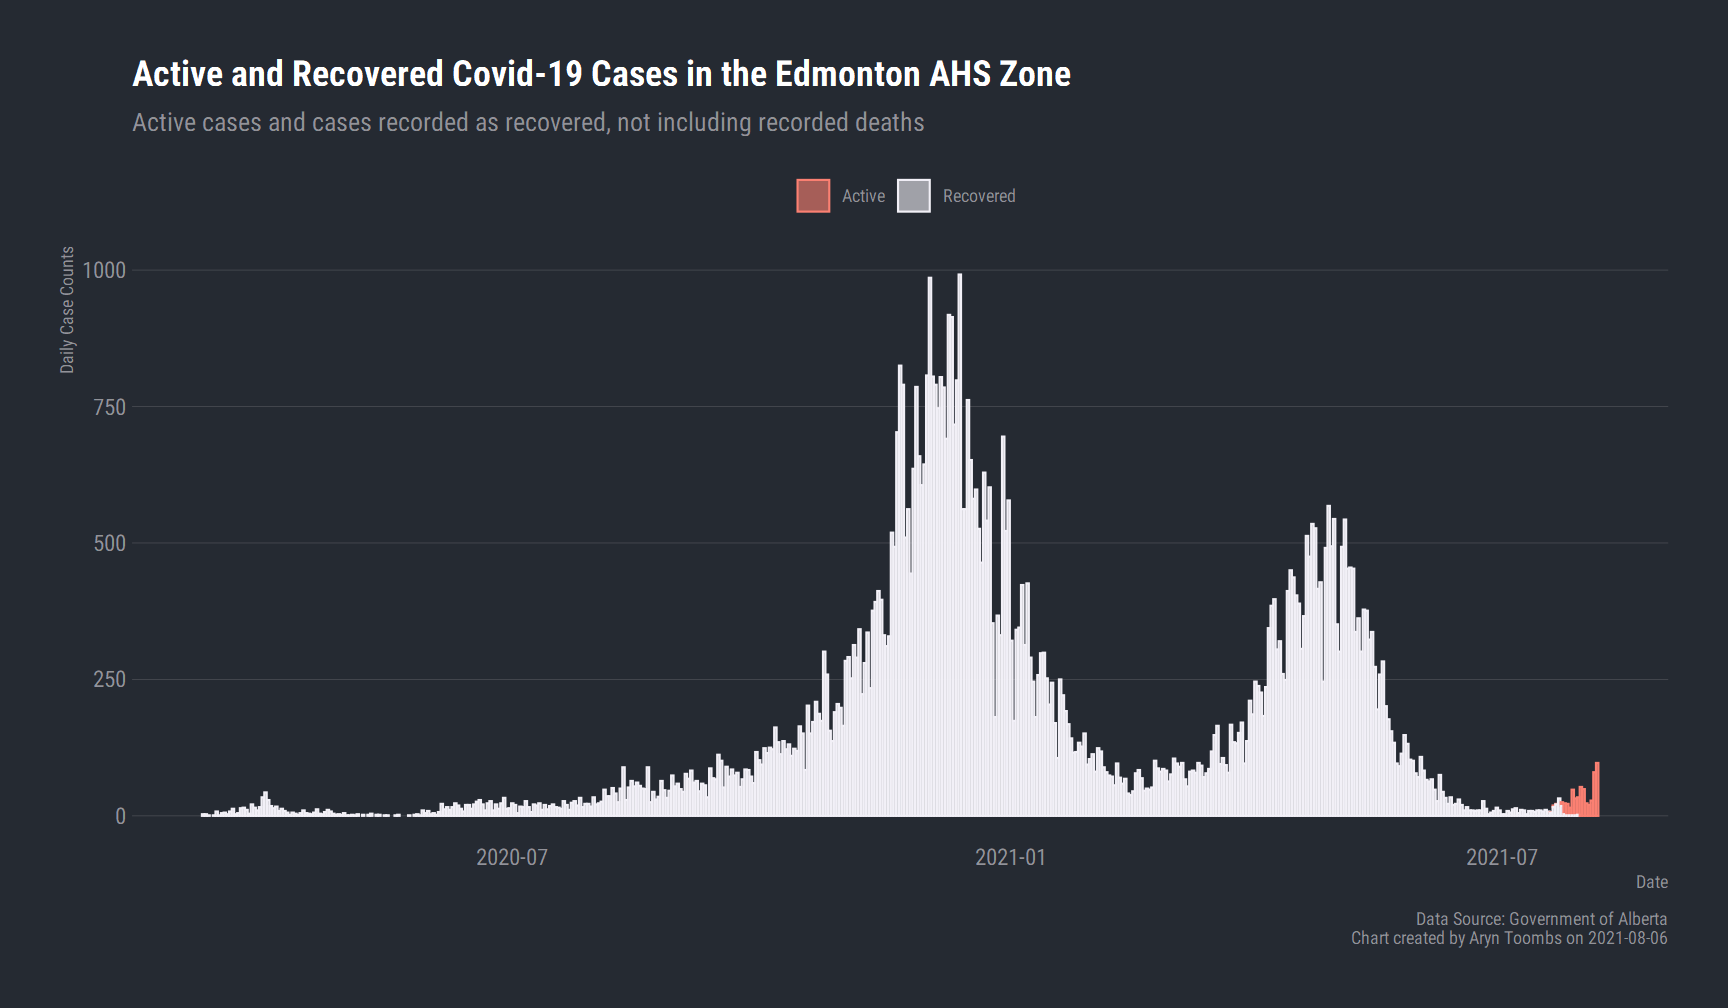 Active and Recovered Covid-19 Cases in the Edmonton AHS Zone
Active cases and cases recorded as recovered, not including recorded deaths
Active
Recovered
Daily Case Counts
1000
750
500
250
0
2020-07
2021-01
2021-07
Date
Data Source: Government of Alberta
Chart created by Aryn Toombs on 2021-08-06